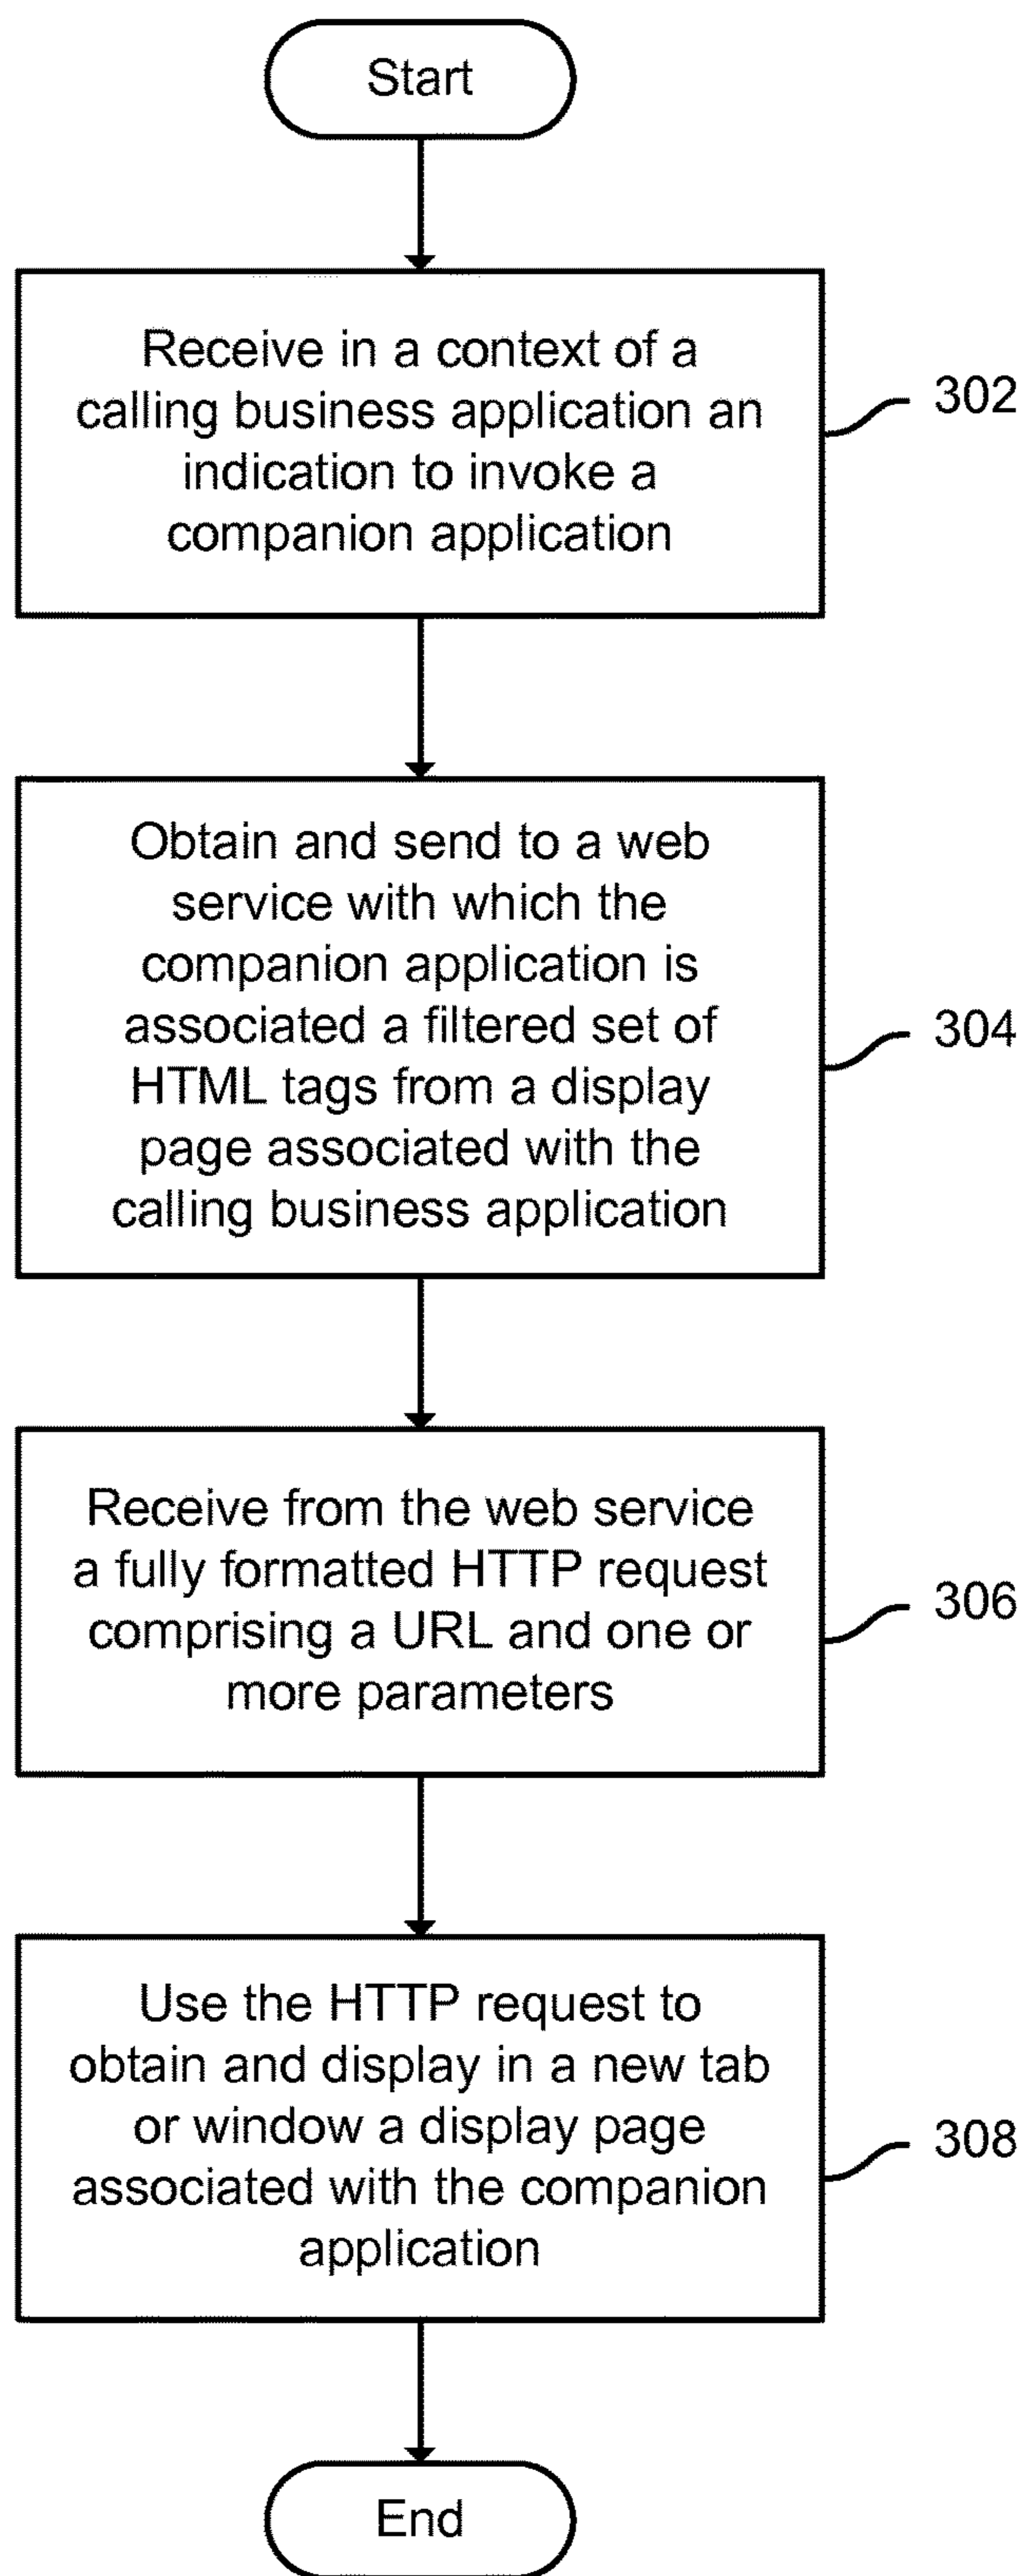 Start
Receive in a context of a
calling business application an
indication to invoke a
companion application
302
Obtain and send to a web
service with which the
companion application is
associated a filtered set of
HTML tags from a display
page associated with the
calling business application
304
Receive from the web service
a fully formatted HTTP request
comprising a URL and one or
more parameters
306
Use the HTTP request to
obtain and display in a new tab
or window a display page
associated with the companion
application
308
End